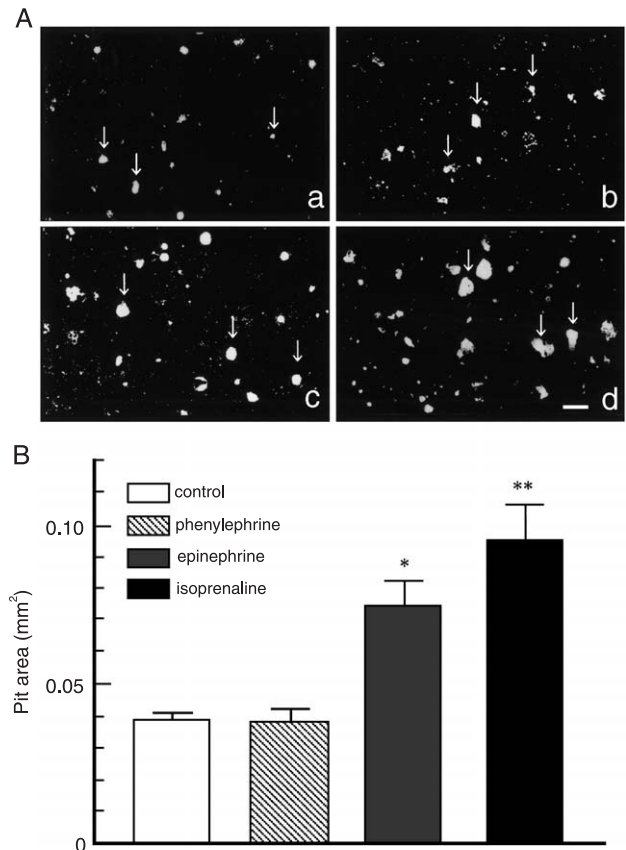 A
a
b
c
d
B
Pit area (mm²)
0.10
0.05
0
control
phenylephrine
epinephrine
isoprenaline
*
**